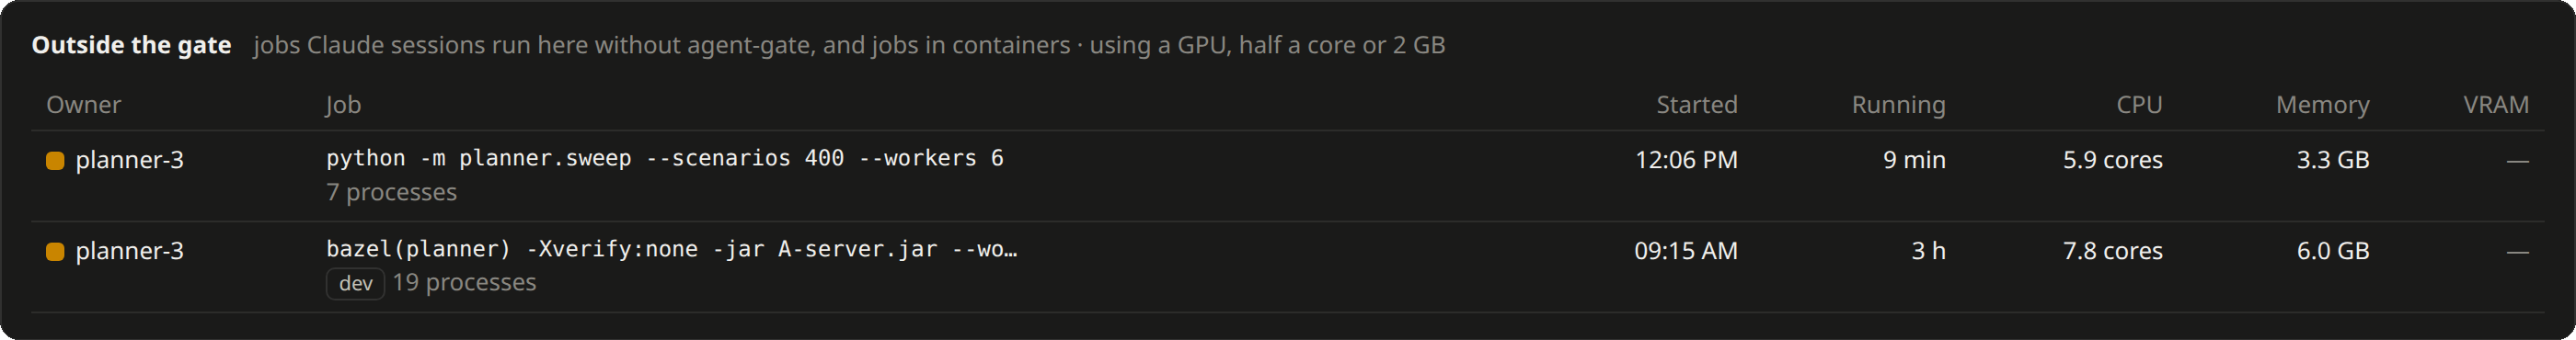 Outside the gate jobs Claude sessions run here without agent-gate, and jobs in containers · using a GPU, half a core or 2 GB
Owner Job Started Running CPU Memory VRAM
planner-3 python -m planner.sweep --scenarios 400 --workers 6 12:06 PM 9 min 5.9 cores 3.3 GB —
7 processes
planner-3 bazel(planner) -Xverify:none -jar A-server.jar --wo… 09:15 AM 3 h 7.8 cores 6.0 GB —
dev 19 processes